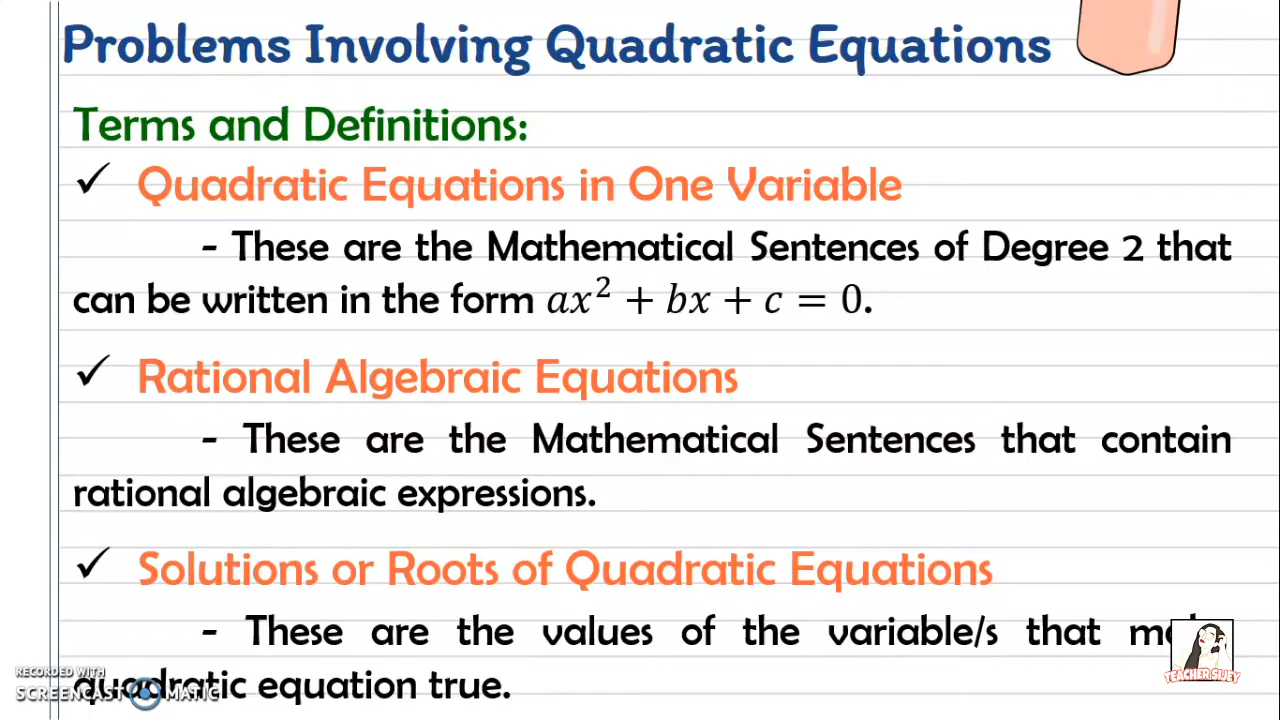 Problems Involving Quadratic Equations
Terms and Definitions:
✓ Quadratic Equations in One Variable
- These are the Mathematical Sentences of Degree 2 that
can be written in the form ax² + bx + c = 0.
✓ Rational Algebraic Equations
- These are the Mathematical Sentences that contain
rational algebraic expressions.
✓ Solutions or Roots of Quadratic Equations
- These are the values of the variable/s that
quadratic equation true.
RECORDED WITH
SCREENCAST MATIC
TEACHER SIJEY